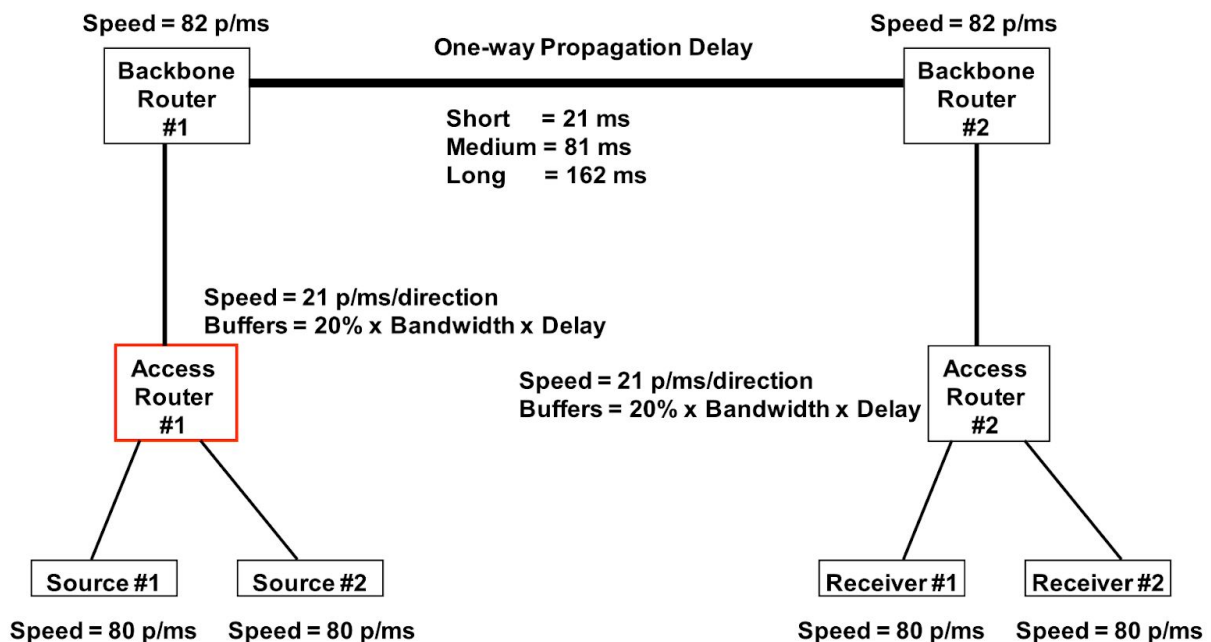 Speed = 82 p/ms
Speed = 82 p/ms
One-way Propagation Delay
Backbone
Router
#1
Backbone
Router
#2
Short = 21 ms
Medium = 81 ms
Long = 162 ms
Speed = 21 p/ms/direction
Buffers = 20% x Bandwidth x Delay
Access
Router
#1
Speed = 21 p/ms/direction
Buffers = 20% x Bandwidth x Delay
Access
Router
#2
Source #1
Source #2
Receiver #1
Receiver #2
Speed = 80 p/ms
Speed = 80 p/ms
Speed = 80 p/ms
Speed = 80 p/ms